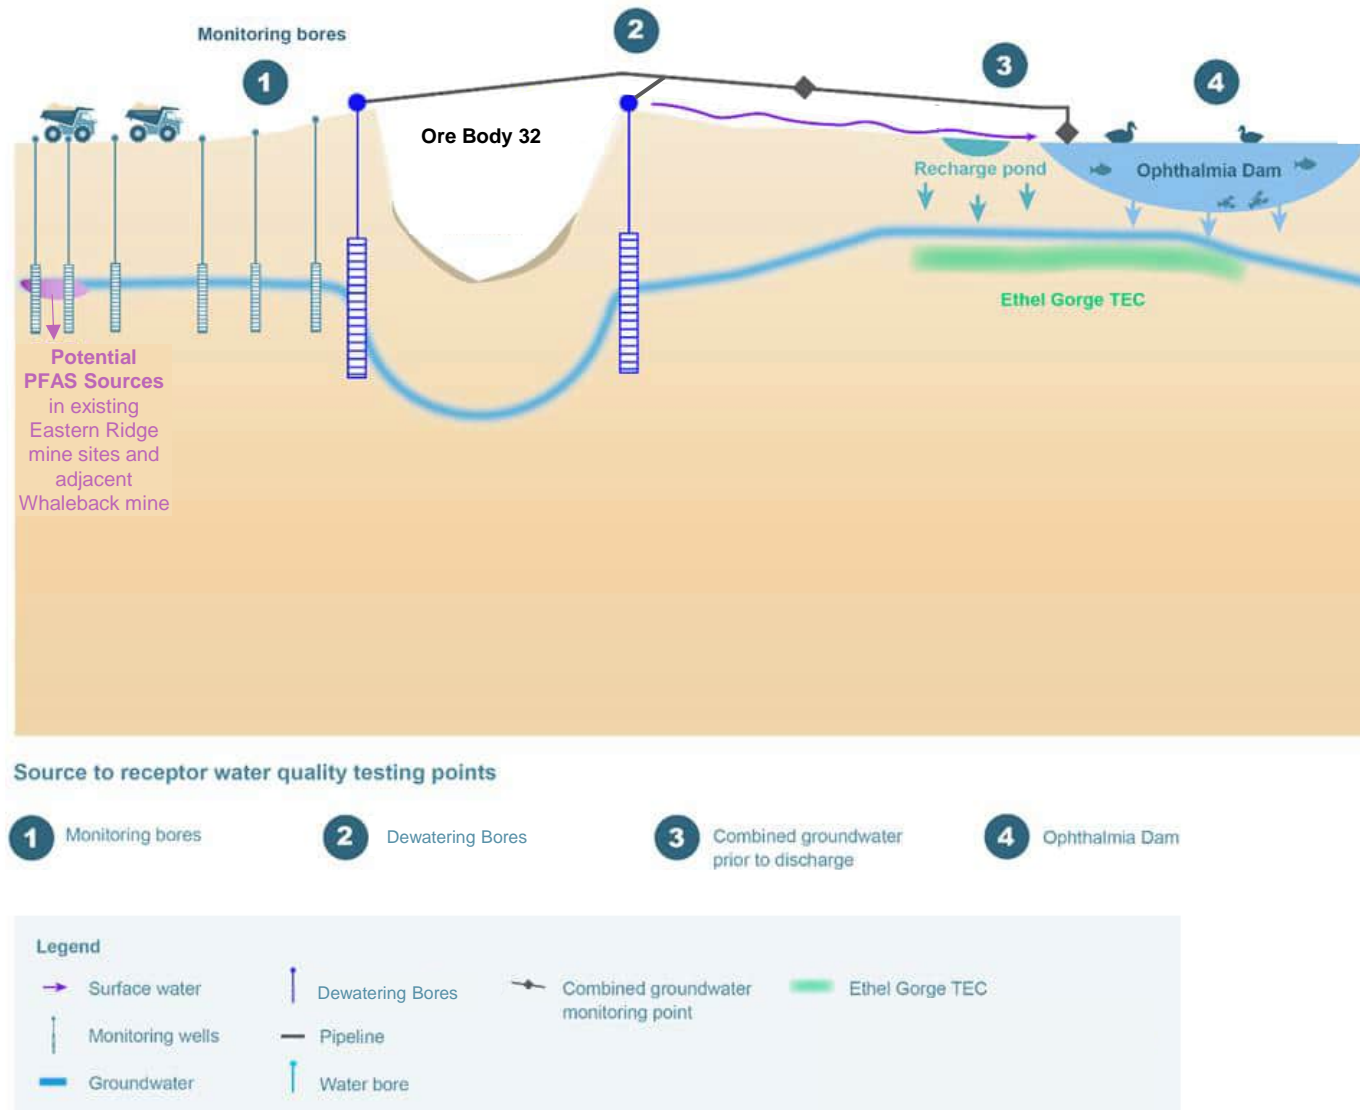 Monitoring bores
1
2
3
4
Ore Body 32
Recharge pond
Ophthalmia Dam
Ethel Gorge TEC
Potential
PFAS Sources
in existing
Eastern Ridge
mine sites and
adjacent
Whaleback mine
Source to receptor water quality testing points
1 Monitoring bores
2 Dewatering Bores
3 Combined groundwater
prior to discharge
4 Ophthalmia Dam
Legend
Surface water
Monitoring wells
Groundwater
Dewatering Bores
Pipeline
Water bore
Combined groundwater
monitoring point
Ethel Gorge TEC